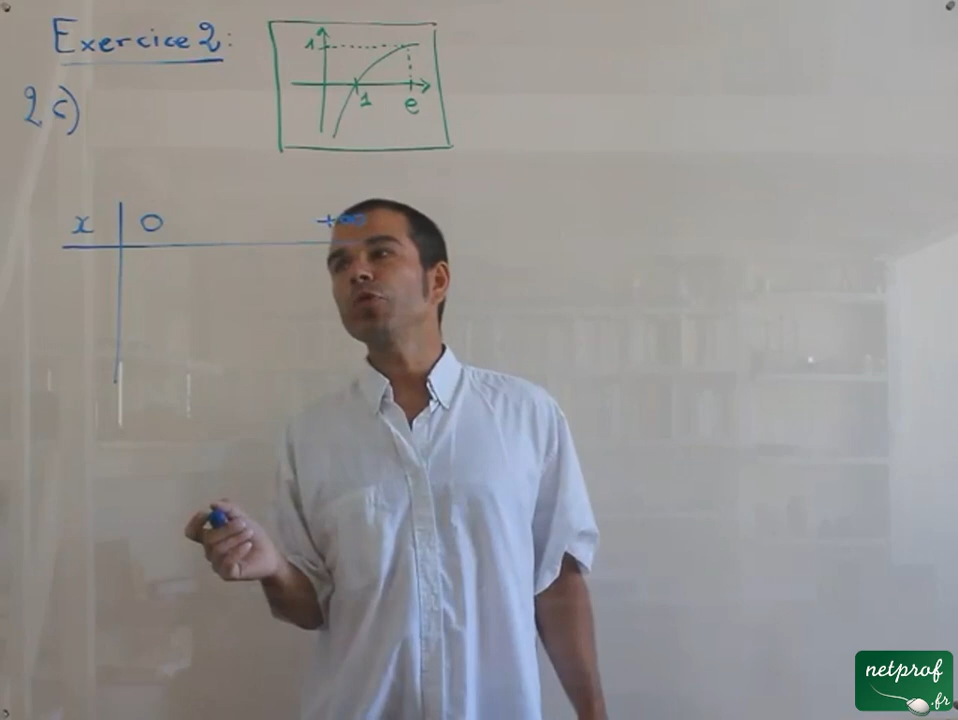 Exercice 2:
1
1 e
2 c)
x 0 +∞
netprof
.fr